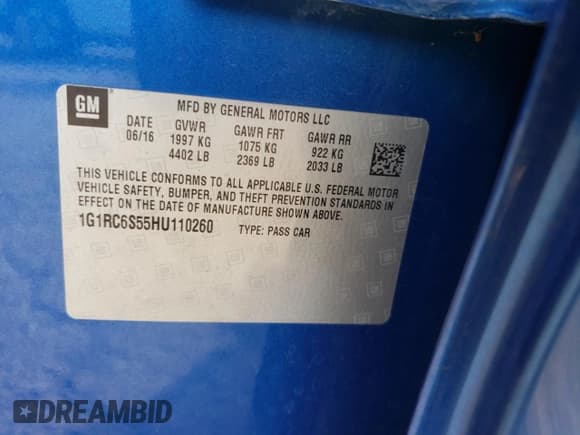 GM
MFD BY GENERAL MOTORS LLC
DATE GVWR GAWR FRT GAWR RR
06/16 1997 KG 1075 KG 922 KG
4402 LB 2369 LB 2033 LB
THIS VEHICLE CONFORMS TO ALL APPLICABLE U.S. FEDERAL MOTOR
VEHICLE SAFETY, BUMPER, AND THEFT PREVENTION STANDARDS IN
EFFECT ON THE DATE OF MANUFACTURE SHOWN ABOVE.
1G1RC6S55HU110260 TYPE: PASS CAR
DREAMBID